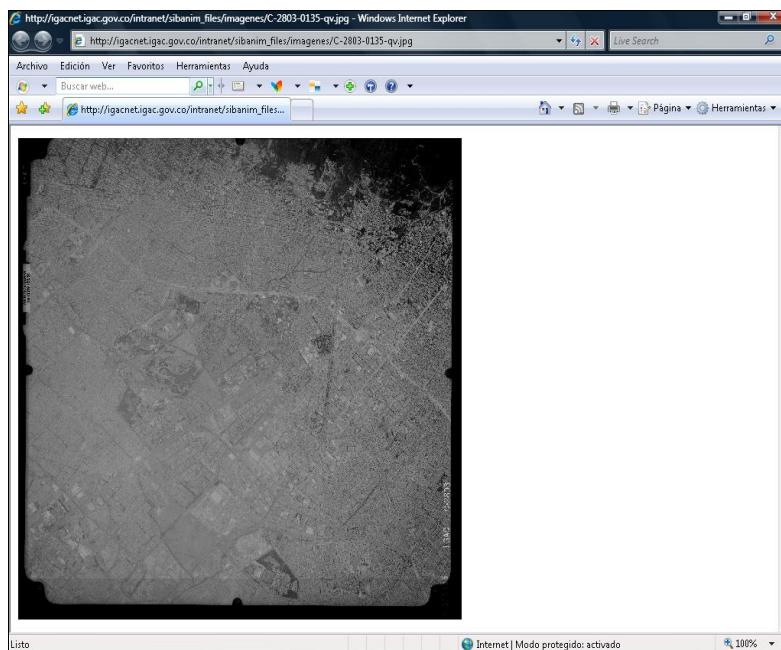 http://igacnet.igac.gov.co/intranet/sibanim_files/imagenes/C-2803-0135-qv.jpg - Windows Internet Explorer
http://igacnet.igac.gov.co/intranet/sibanim_files/imagenes/C-2803-0135-qv.jpg
Live Search
Archivo Edición Ver Favoritos Herramientas Ayuda
Buscar web...
http://igacnet.igac.gov.co/intranet/sibanim_files...
Página
Herramientas
IGAC C-2803
Listo
Internet | Modo protegido: activado
100%